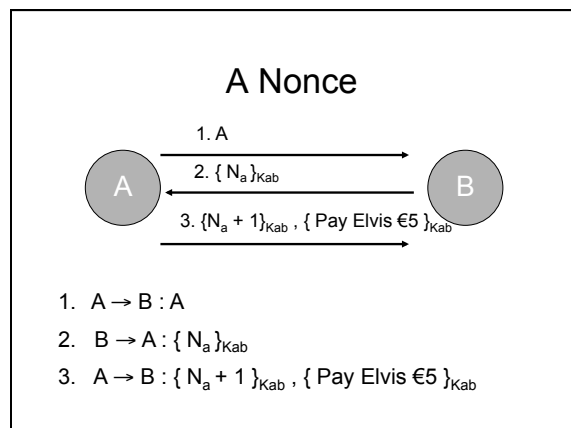 A Nonce
1. A
2. { Nₐ }Kab
A
B
3. {Nₐ + 1}Kab , { Pay Elvis €5 }Kab
1. A → B : A
2. B → A : { Nₐ }Kab
3. A → B : { Nₐ + 1 }Kab , { Pay Elvis €5 }Kab